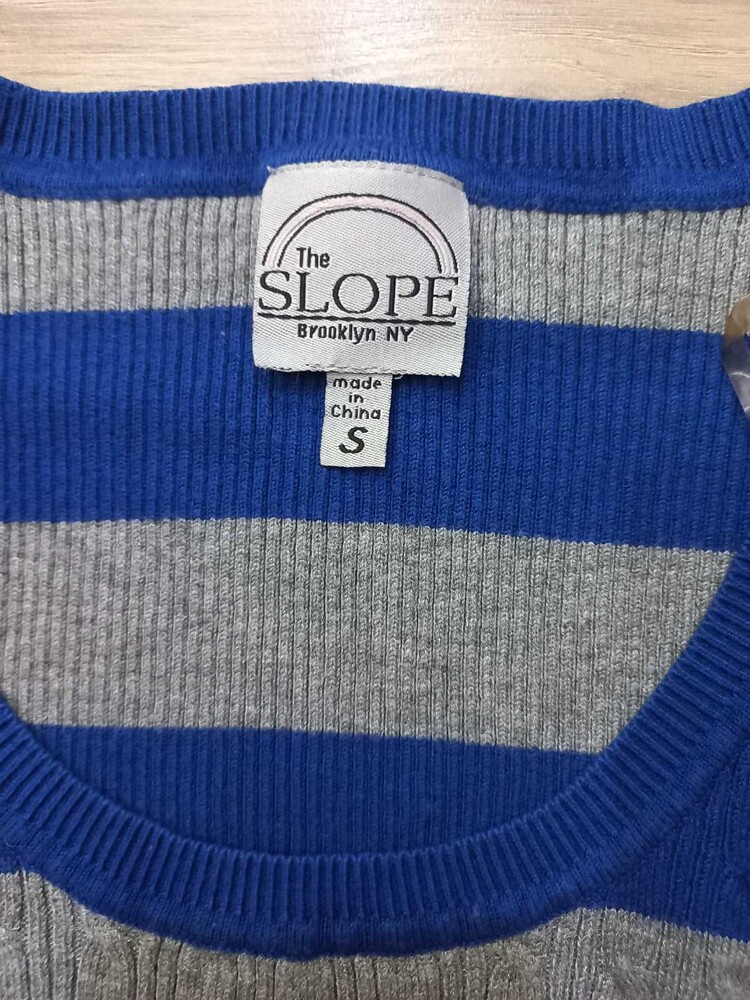 The
SLOPE
Brooklyn NY
made
in
China
S